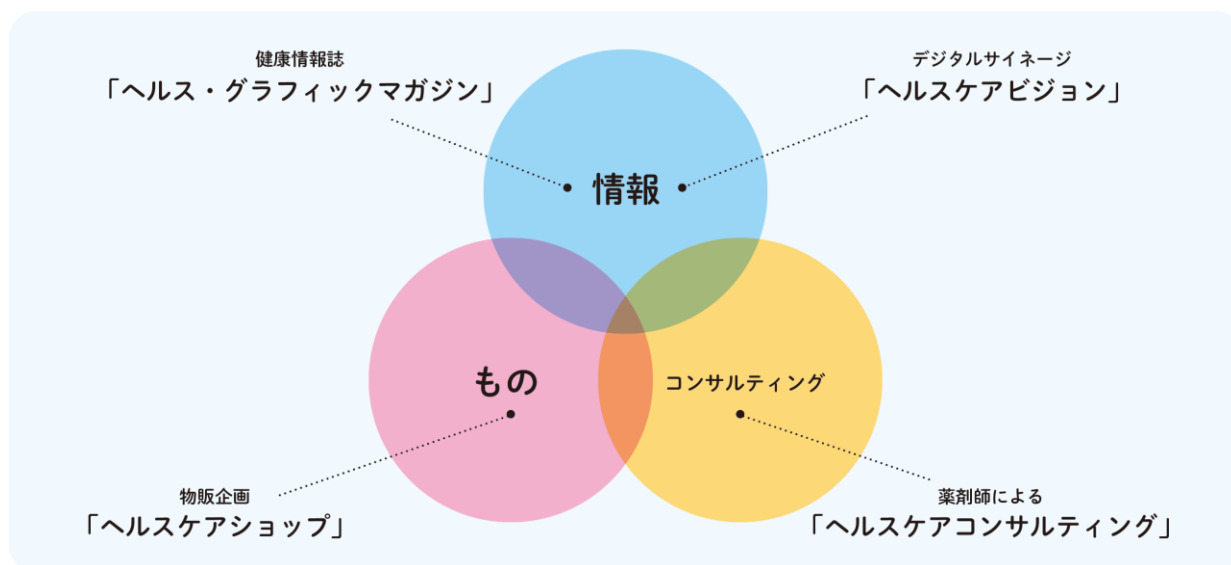 健康情報誌
「ヘルス・グラフィックマガジン」
デジタルサイネージ
「ヘルスケアビジョン」
情報
もの
コンサルティング
物販企画
「ヘルスケアショップ」
薬剤師による
「ヘルスケアコンサルティング」